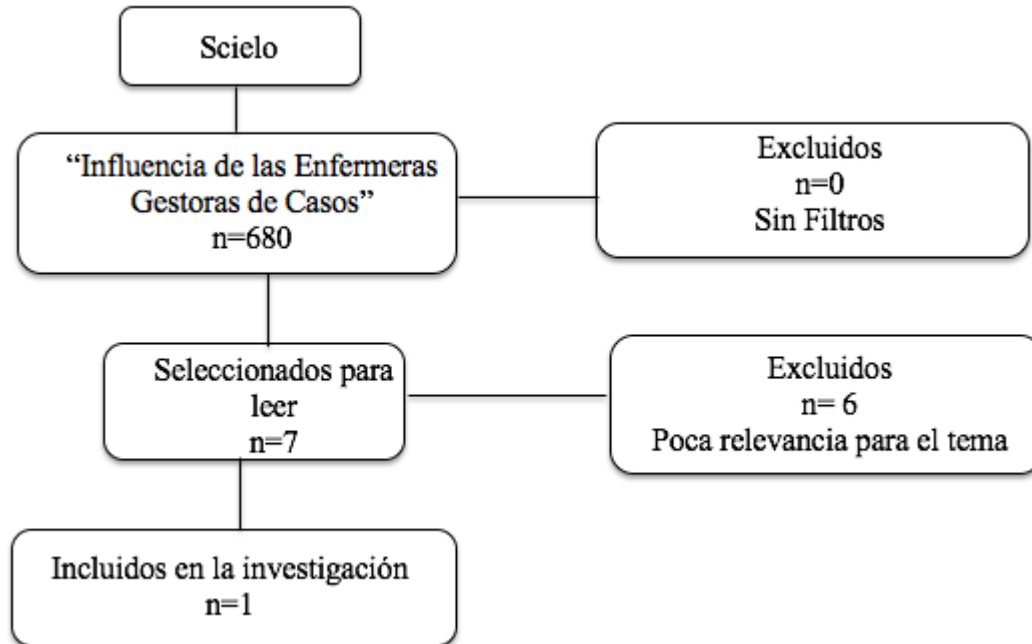 Scielo
“Influencia de las Enfermeras
Gestoras de Casos”
n=680
Excluidos
n=0
Sin Filtros
Seleccionados para
leer
n=7
Excluidos
n= 6
Poca relevancia para el tema
Incluidos en la investigación
n=1